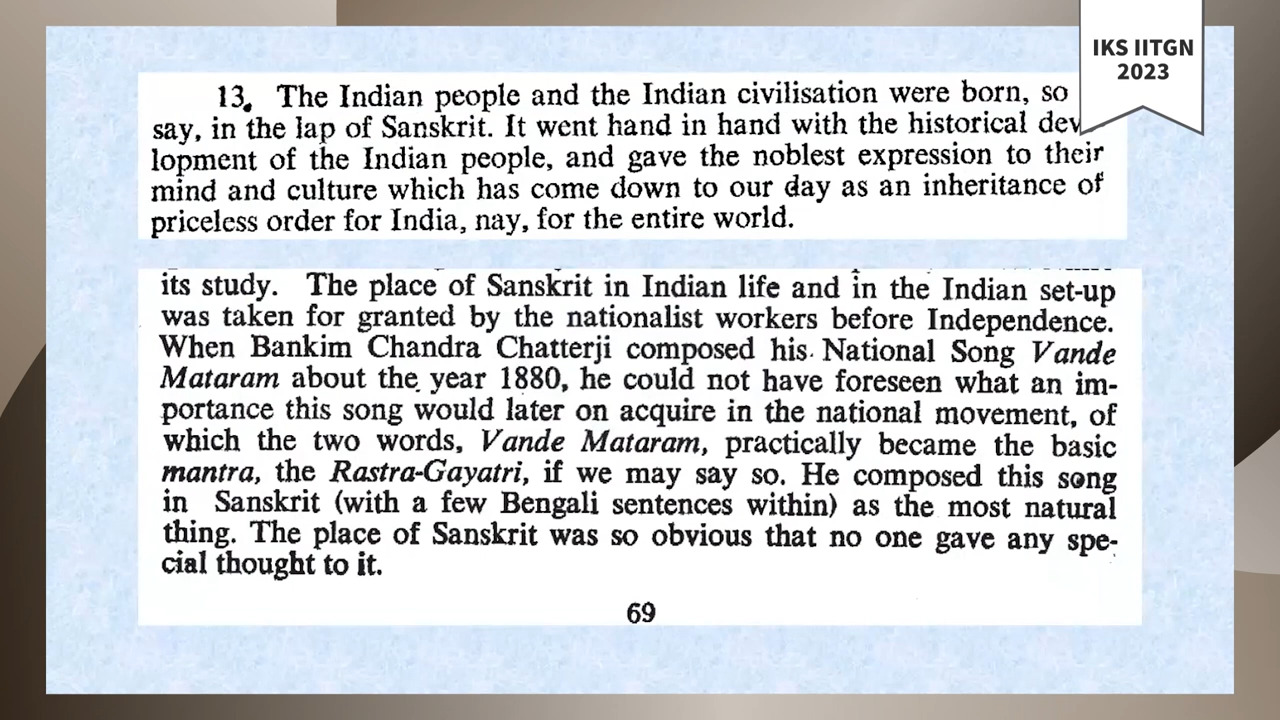 IKS IITGN
2023
13. The Indian people and the Indian civilisation were born, so
say, in the lap of Sanskrit. It went hand in hand with the historical dev
lopment of the Indian people, and gave the noblest expression to their
mind and culture which has come down to our day as an inheritance of
priceless order for India, nay, for the entire world.
its study. The place of Sanskrit in Indian life and in the Indian set-up
was taken for granted by the nationalist workers before Independence.
When Bankim Chandra Chatterji composed his National Song Vande
Mataram about the year 1880, he could not have foreseen what an im-
portance this song would later on acquire in the national movement, of
which the two words, Vande Mataram, practically became the basic
mantra, the Rastra-Gayatri, if we may say so. He composed this song
in Sanskrit (with a few Bengali sentences within) as the most natural
thing. The place of Sanskrit was so obvious that no one gave any spe-
cial thought to it.
69